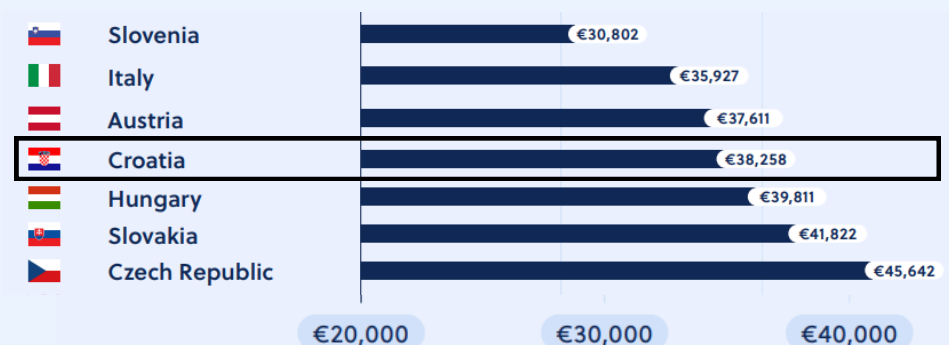 Slovenia €30,802
Italy €35,927
Austria €37,611
Croatia €38,258
Hungary €39,811
Slovakia €41,822
Czech Republic €45,642
€20,000 €30,000 €40,000